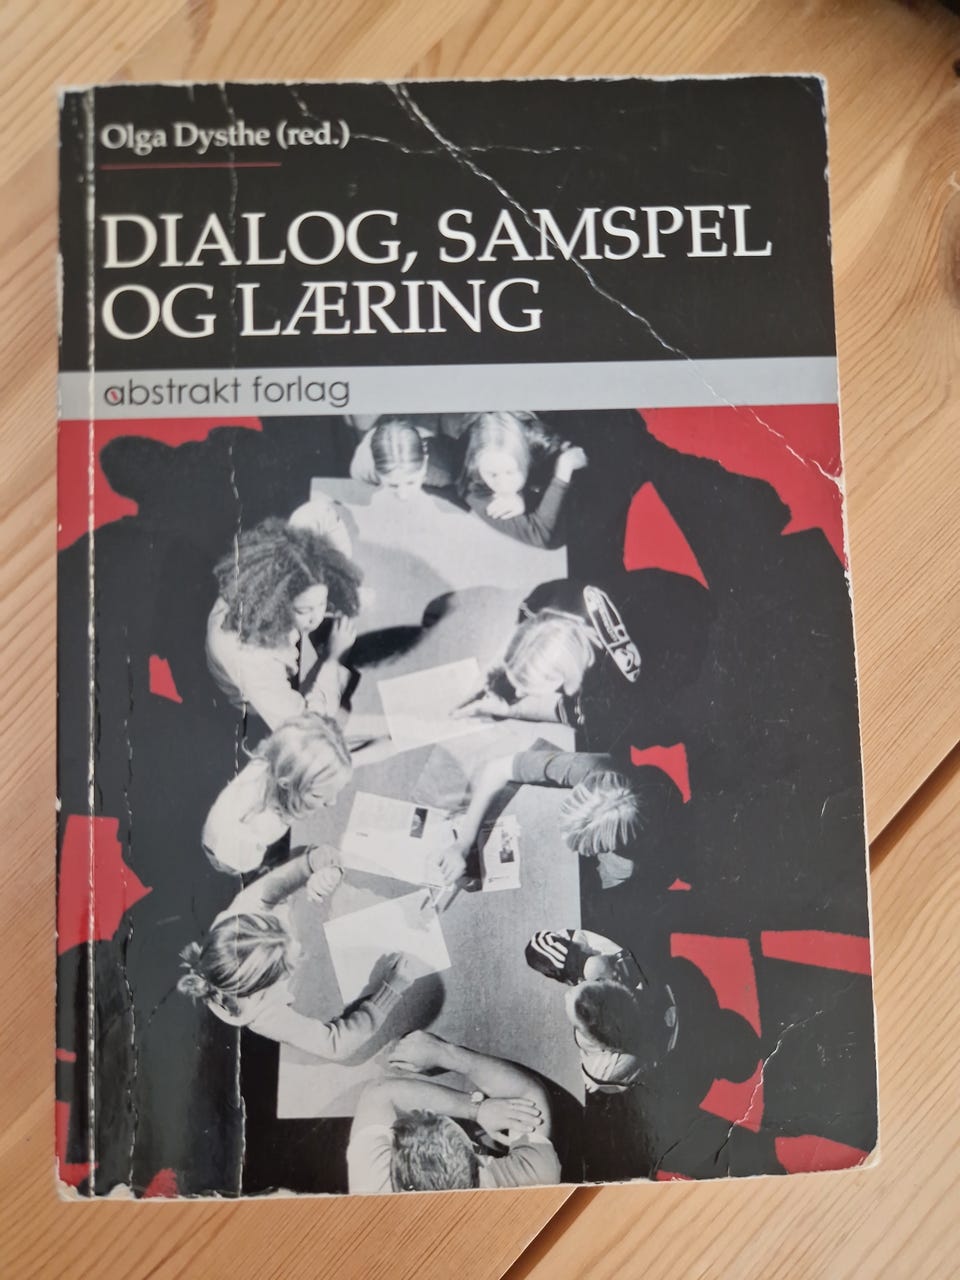 Olga Dysthe (red.)
DIALOG, SAMSPEL
OG LÆRING
abstrakt forlag